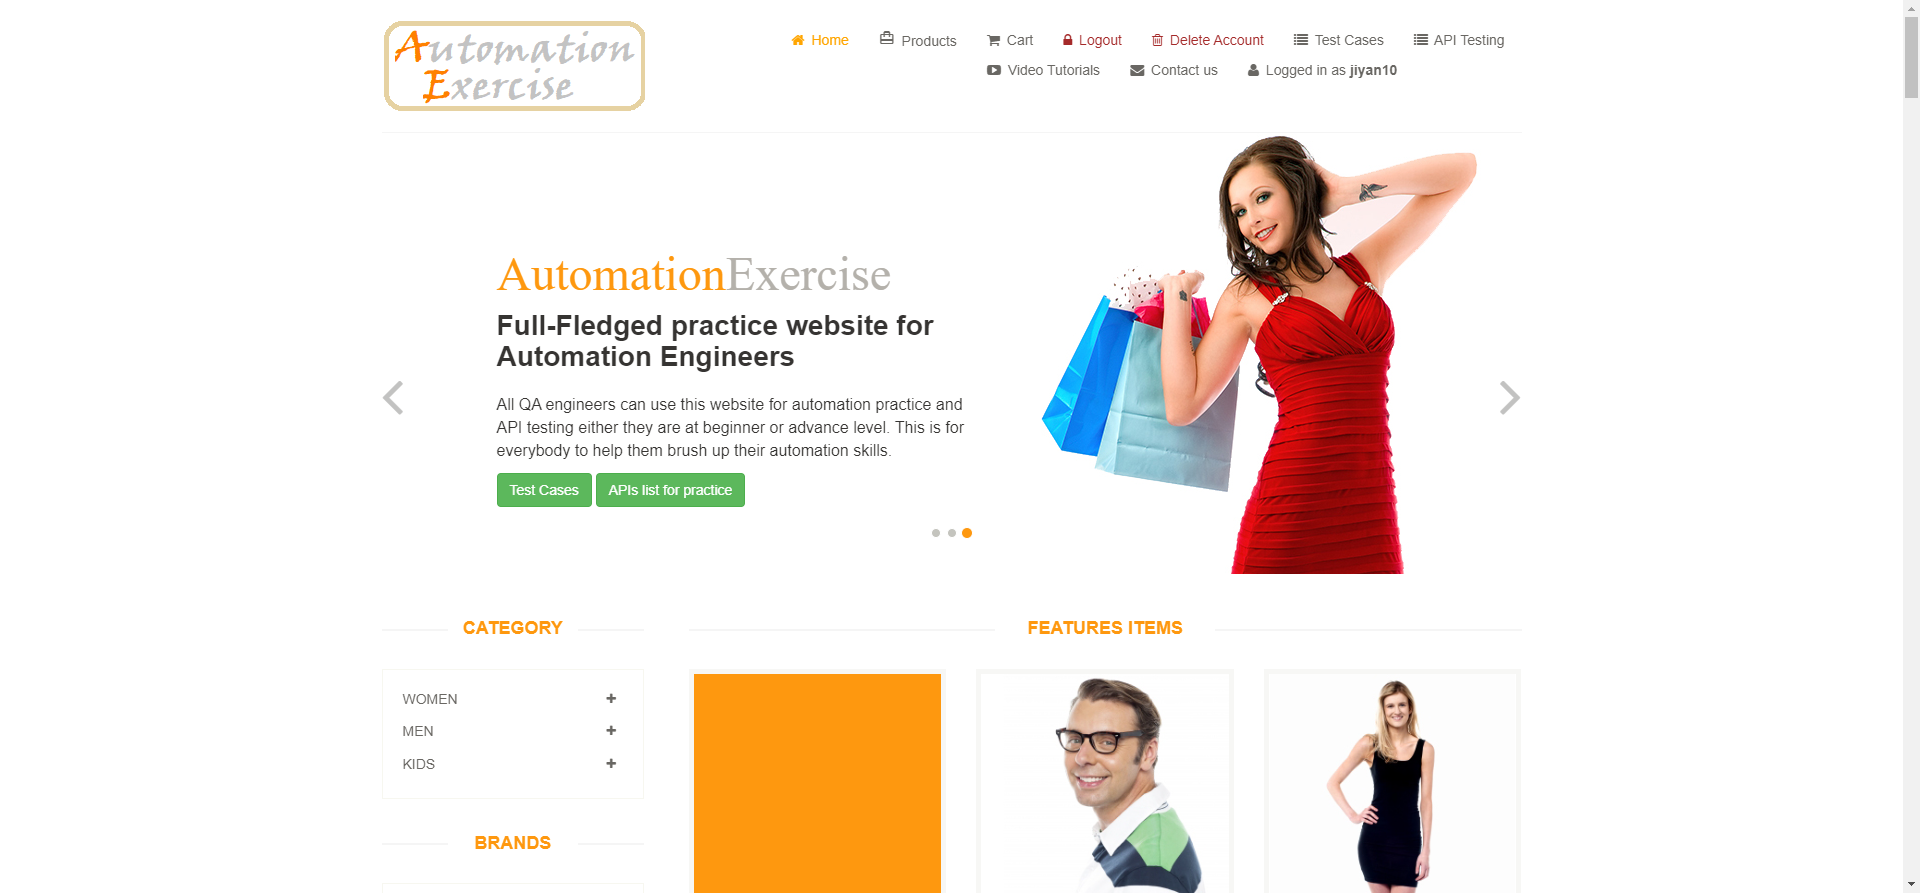 Automation
Exercise
Home Products Cart Logout Delete Account Test Cases API Testing
Video Tutorials Contact us Logged in as jiyan10
AutomationExercise
Full-Fledged practice website for
Automation Engineers
All QA engineers can use this website for automation practice and
API testing either they are at beginner or advance level. This is for
everybody to help them brush up their automation skills.
Test Cases APIs list for practice
CATEGORY
WOMEN
MEN
KIDS
BRANDS
FEATURES ITEMS